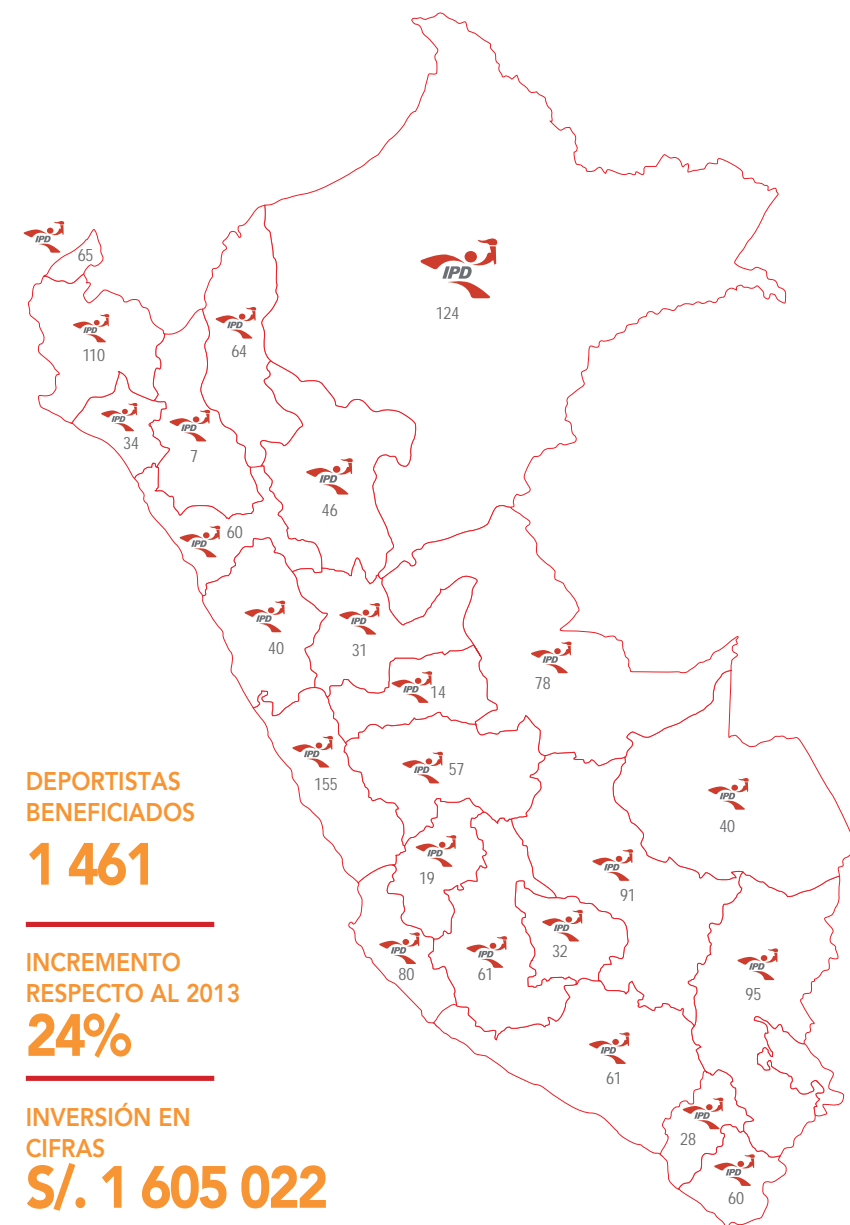 IPD
65
IPD
124
IPD
110
IPD
64
IPD
34
IPD
7
IPD
46
IPD
60
IPD
40
IPD
31
IPD
14
IPD
78
IPD
155
IPD
57
IPD
40
IPD
19
IPD
91
IPD
80
IPD
61
IPD
32
IPD
95
IPD
61
IPD
28
IPD
60
DEPORTISTAS
BENEFICIADOS
1 461
INCREMENTO
RESPECTO AL 2013
24%
INVERSIÓN EN
CIFRAS
S/. 1 605 022